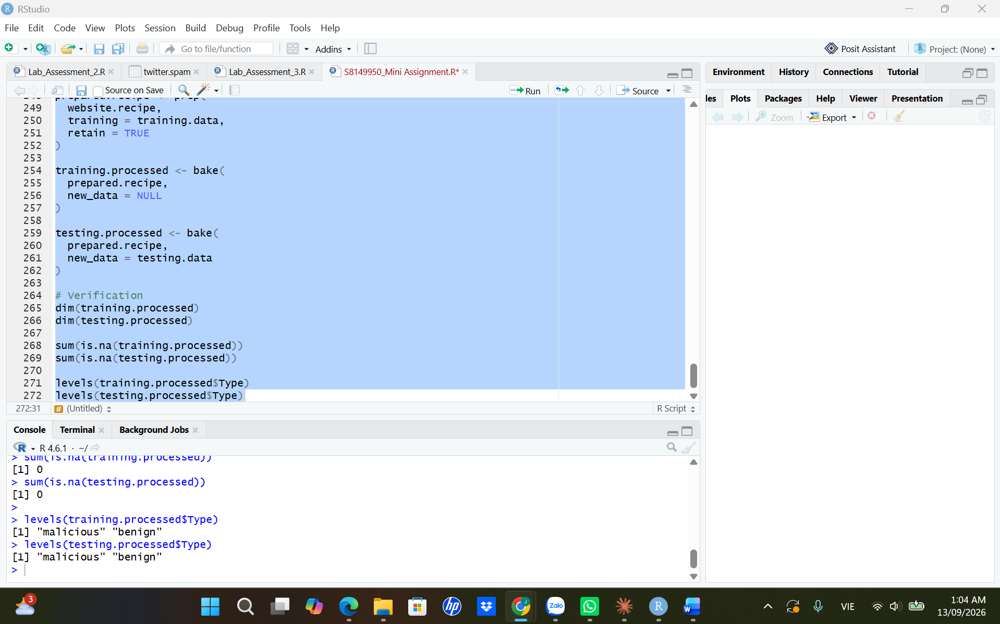 RStudio
File Edit Code View Plots Session Build Debug Profile Tools Help
Go to file/function Addins Posit Assistant Project: (None)
Lab_Assessment_2.R twitter.spam Lab_Assessment_3.R S8149950_Mini Assignment.R*
Source on Save Run Source
249 website.recipe,
250 training = training.data,
251 retain = TRUE
252 )
253
254 training.processed <- bake(
255 prepared.recipe,
256 new_data = NULL
257 )
258
259 testing.processed <- bake(
260 prepared.recipe,
261 new_data = testing.data
262 )
263
264 # Verification
265 dim(training.processed)
266 dim(testing.processed)
267
268 sum(is.na(training.processed))
269 sum(is.na(testing.processed))
270
271 levels(training.processed$Type)
272 levels(testing.processed$Type)
272:31 # (Untitled) R Script
Console Terminal Background Jobs
R 4.6.1 · ~/
> sum(is.na(training.processed))
[1] 0
> sum(is.na(testing.processed))
[1] 0
>
> levels(training.processed$Type)
[1] "malicious" "benign"
> levels(testing.processed$Type)
[1] "malicious" "benign"
>
Environment History Connections Tutorial
les Plots Packages Help Viewer Presentation
Zoom Export
3
hp
Zalo
R
W
VIE
1:04 AM
13/09/2026